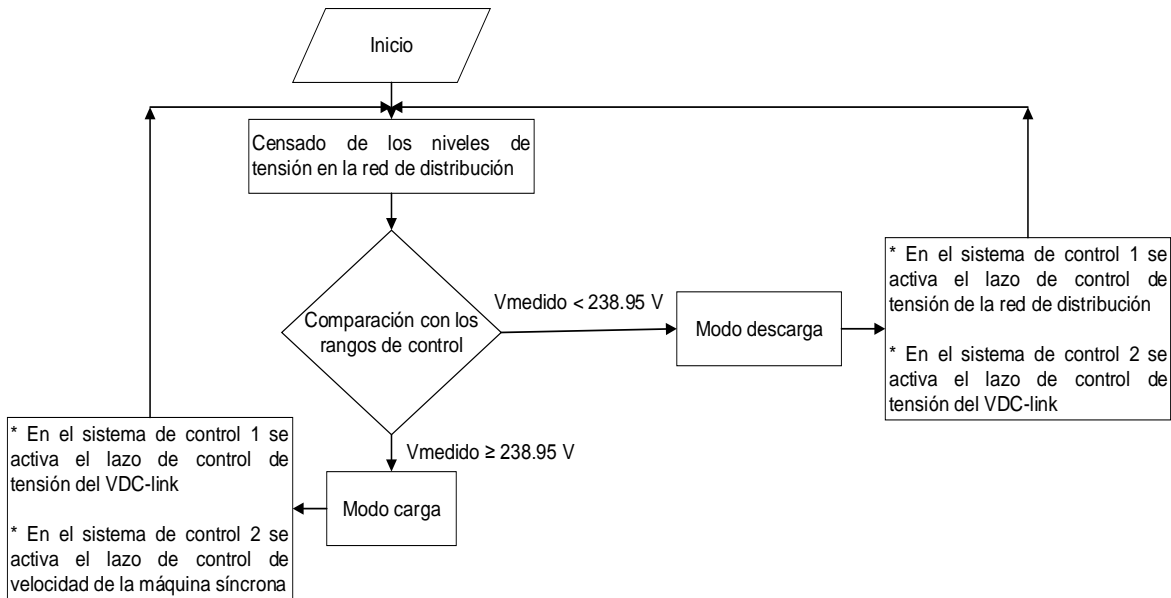 Inicio
Censado de los niveles de
tensión en la red de distribución
Comparación con los
rangos de control
Vmedido < 238.95 V
Modo descarga
* En el sistema de control 1 se
activa el lazo de control de
tensión de la red de distribución
* En el sistema de control 2 se
activa el lazo de control de
tensión del VDC-link
Vmedido ≥ 238.95 V
Modo carga
* En el sistema de control 1 se
activa el lazo de control de
tensión del VDC-link
* En el sistema de control 2 se
activa el lazo de control de
velocidad de la máquina síncrona